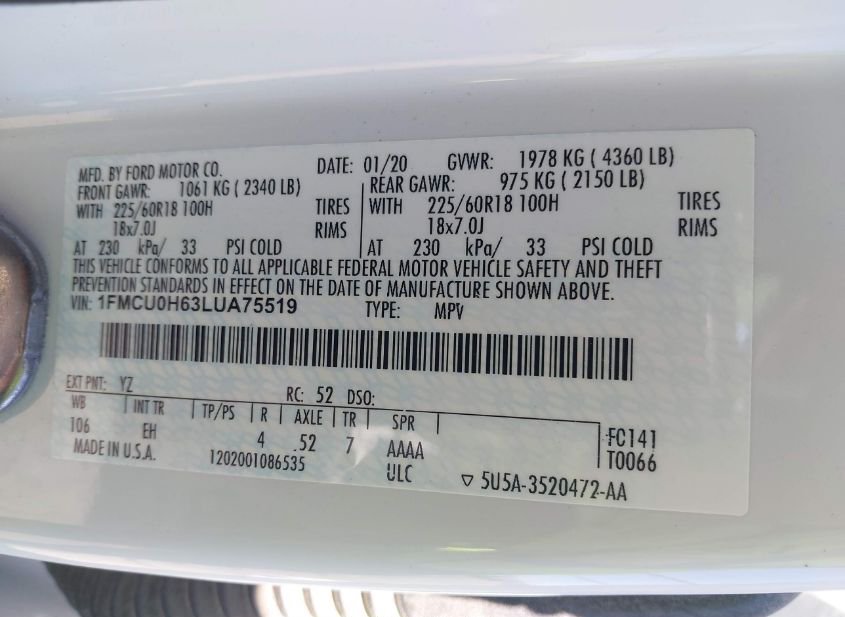 MFD. BY FORD MOTOR CO. DATE: 01/20 GVWR: 1978 KG ( 4360 LB)
FRONT GAWR: 1061 KG ( 2340 LB) REAR GAWR: 975 KG ( 2150 LB)
WITH 225/60R18 100H TIRES WITH 225/60R18 100H TIRES
18x7.0J RIMS 18x7.0J RIMS
AT 230 kPa/ 33 PSI COLD AT 230 kPa/ 33 PSI COLD
THIS VEHICLE CONFORMS TO ALL APPLICABLE FEDERAL MOTOR VEHICLE SAFETY AND THEFT
PREVENTION STANDARDS IN EFFECT ON THE DATE OF MANUFACTURE SHOWN ABOVE.
VIN: 1FMCU0H63LUA75519 TYPE: MPV
EXT PNT: YZ RC: 52 DSO:
WB INT TR TP/PS R AXLE TR SPR
106 EH 4 .52 7 AAAA FC141
MADE IN U.S.A. 1202001086535 ULC T0066
▽ 5U5A-3520472-AA